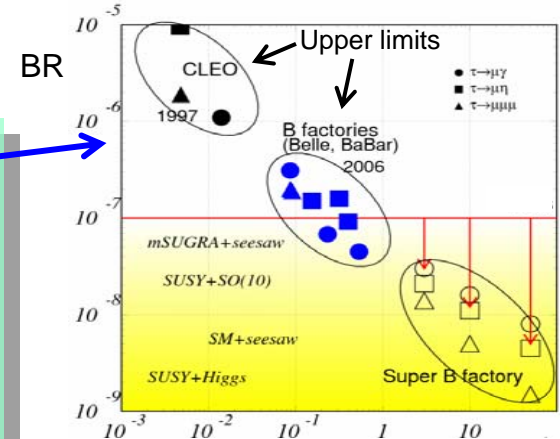 10 -5
BR
Upper limits
CLEO
τ→μγ
τ→μη
τ→μμμ
10 -6
1997
B factories
(Belle, BaBar)
2006
10 -7
mSUGRA+seesaw
SUSY+SO(10)
10 -8
SM+seesaw
SUSY+Higgs
Super B factory
10 -9
10 -3
10 -2
10 -1
1
10